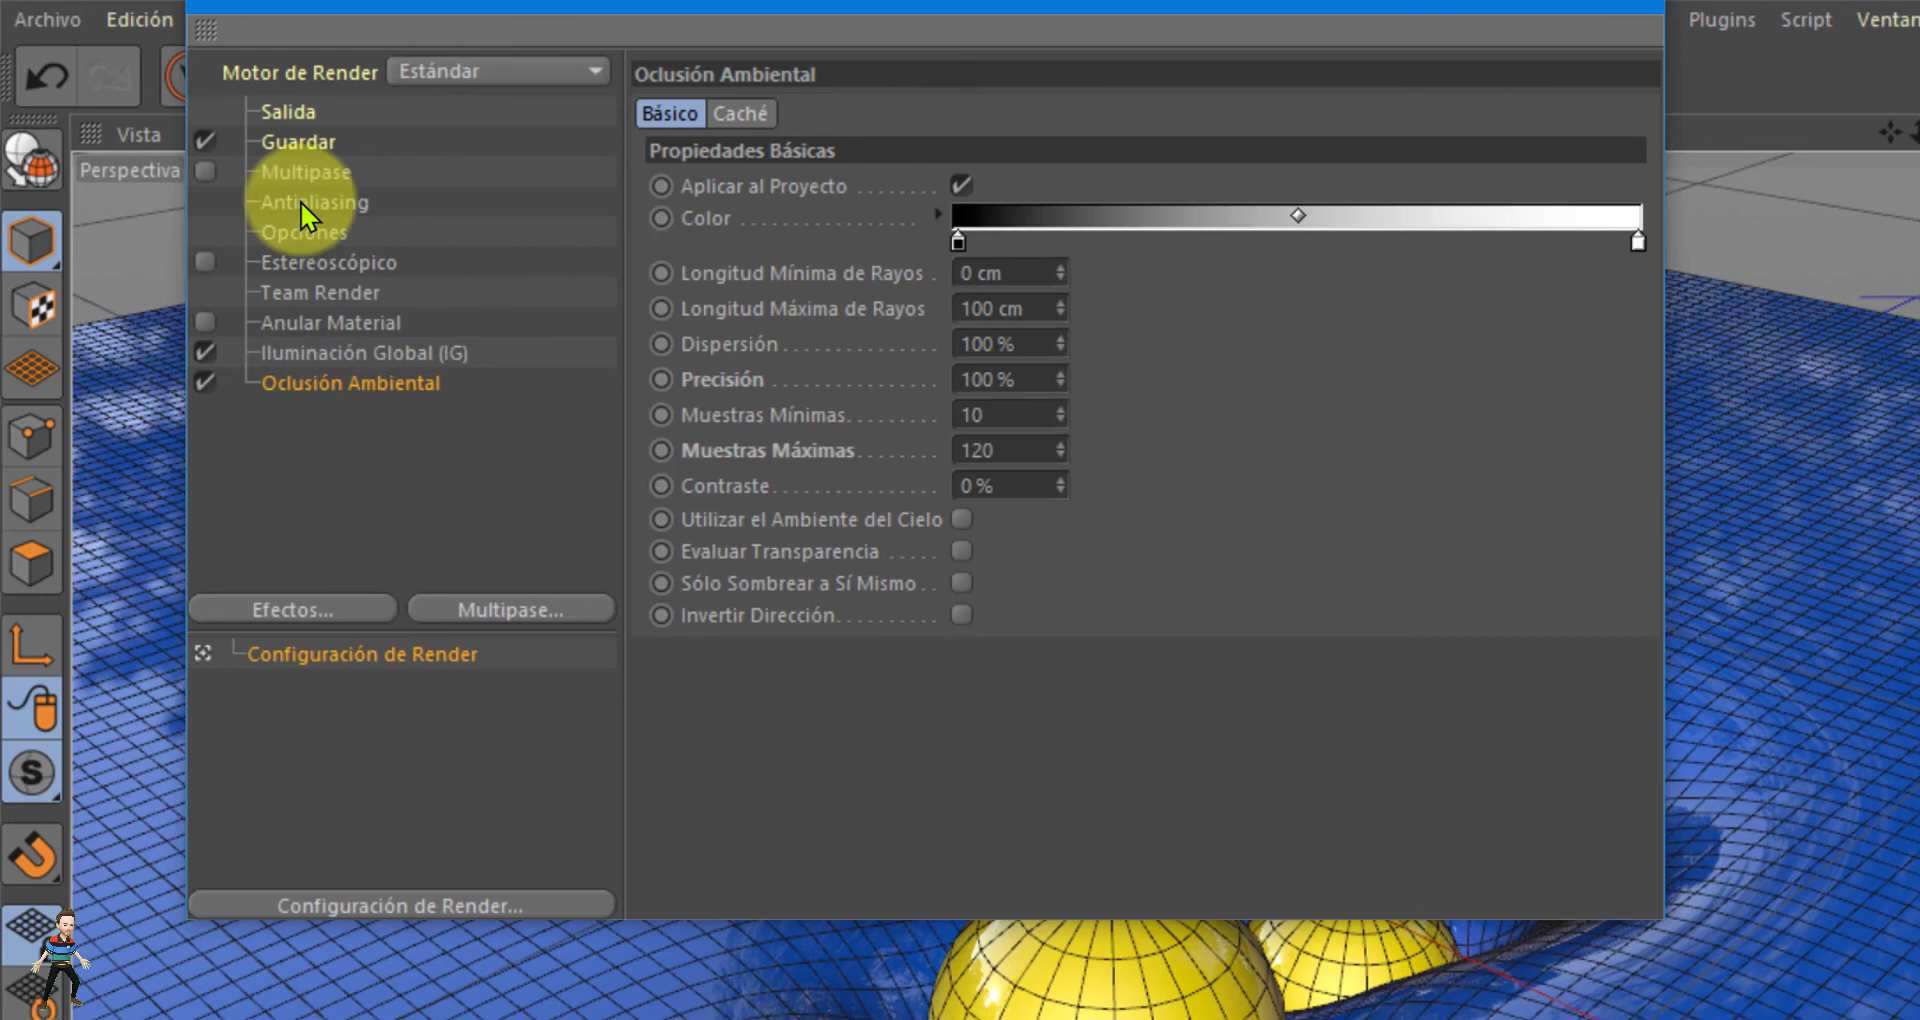 Archivo Edición Plugins Script Ventan
Vista
Perspectiva
Motor de Render Estándar
Salida
Guardar
Multipase
Antialiasing
Opciones
Estereoscópico
Team Render
Anular Material
Iluminación Global (IG)
Oclusión Ambiental
Efectos... Multipase...
Configuración de Render
Configuración de Render...
Oclusión Ambiental
Básico Caché
Propiedades Básicas
Aplicar al Proyecto
Color
Longitud Mínima de Rayos . 0 cm
Longitud Máxima de Rayos 100 cm
Dispersión 100 %
Precisión 100 %
Muestras Mínimas 10
Muestras Máximas 120
Contraste 0 %
Utilizar el Ambiente del Cielo
Evaluar Transparencia
Sólo Sombrear a Sí Mismo
Invertir Dirección
S